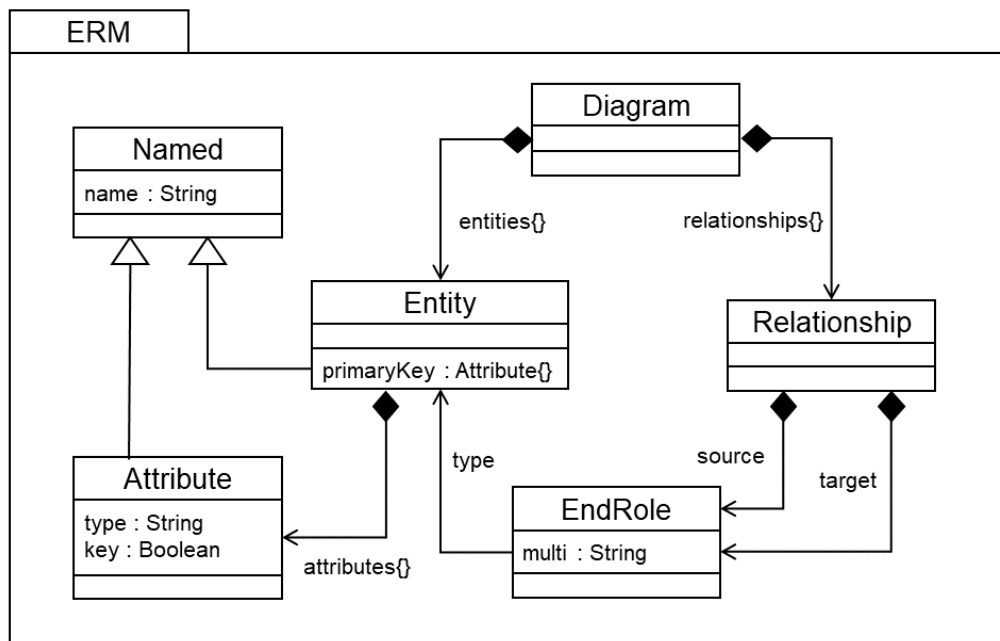 ERM
Diagram
Named
name : String
entities{}
relationships{}
Entity
primaryKey : Attribute{}
Relationship
type
source
target
Attribute
type : String
key : Boolean
attributes{}
EndRole
multi : String